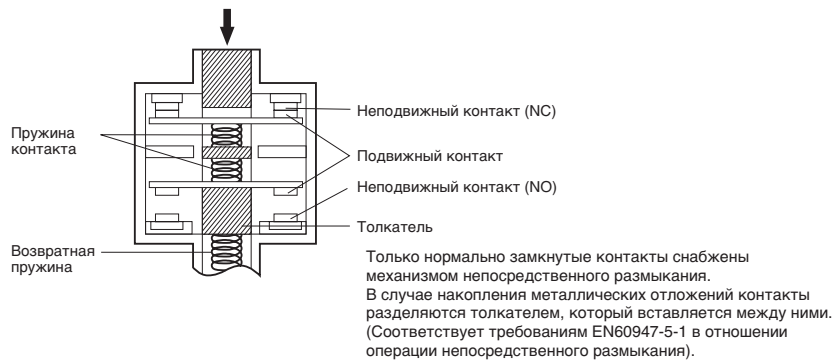 Неподвижный контакт (NC)
Пружина
контакта
Подвижный контакт
Неподвижный контакт (NO)
Толкатель
Возвратная
пружина
Только нормально замкнутые контакты снабжены
механизмом непосредственного размыкания.
В случае накопления металлических отложений контакты
разделяются толкателем, который вставляется между ними.
(Соответствует требованиям EN60947-5-1 в отношении
операции непосредственного размыкания).